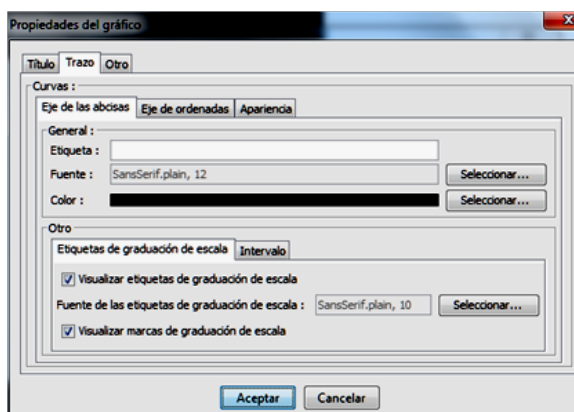 Propiedades del gráfico
X
Título Trazo Otro
Curvas :
Eje de las abcisas Eje de ordenadas Apariencia
General :
Etiqueta :
Fuente : SansSerif.plain, 12 Seleccionar...
Color : Seleccionar...
Otro
Etiquetas de graduación de escala Intervalo
Visualizar etiquetas de graduación de escala
Fuente de las etiquetas de graduación de escala : SansSerif.plain, 10 Seleccionar...
Visualizar marcas de graduación de escala
Aceptar Cancelar